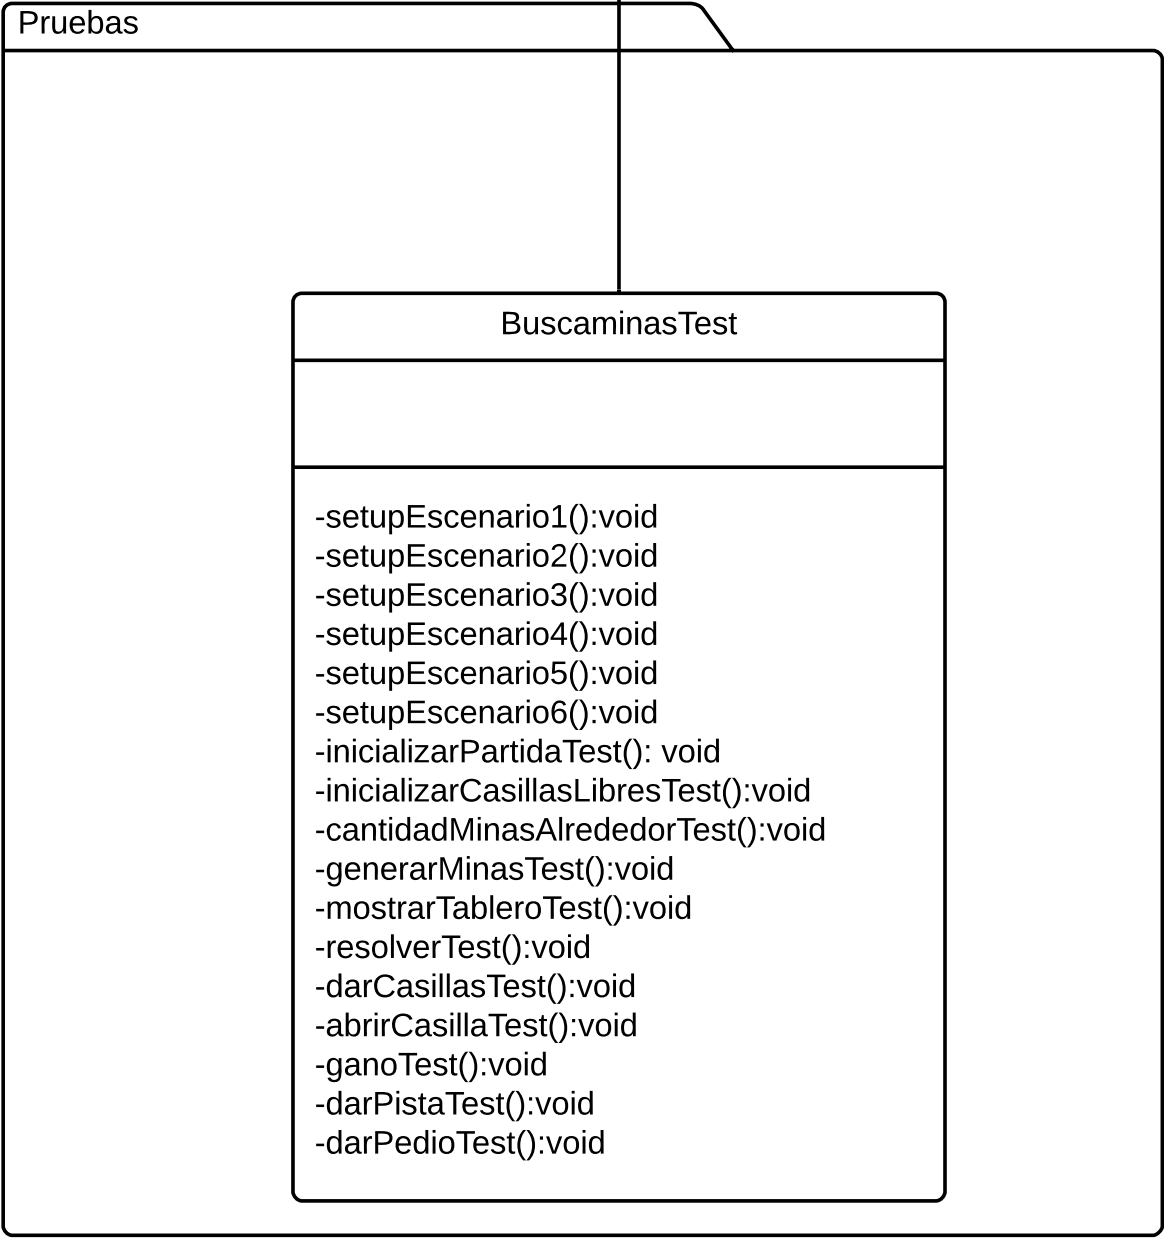 Pruebas
BuscaminasTest
-setupEscenario1():void
-setupEscenario2():void
-setupEscenario3():void
-setupEscenario4():void
-setupEscenario5():void
-setupEscenario6():void
-inicializarPartidaTest(): void
-inicializarCasillasLibresTest():void
-cantidadMinasAlrededorTest():void
-generarMinasTest():void
-mostrarTableroTest():void
-resolverTest():void
-darCasillasTest():void
-abrirCasillaTest():void
-ganoTest():void
-darPistaTest():void
-darPedioTest():void